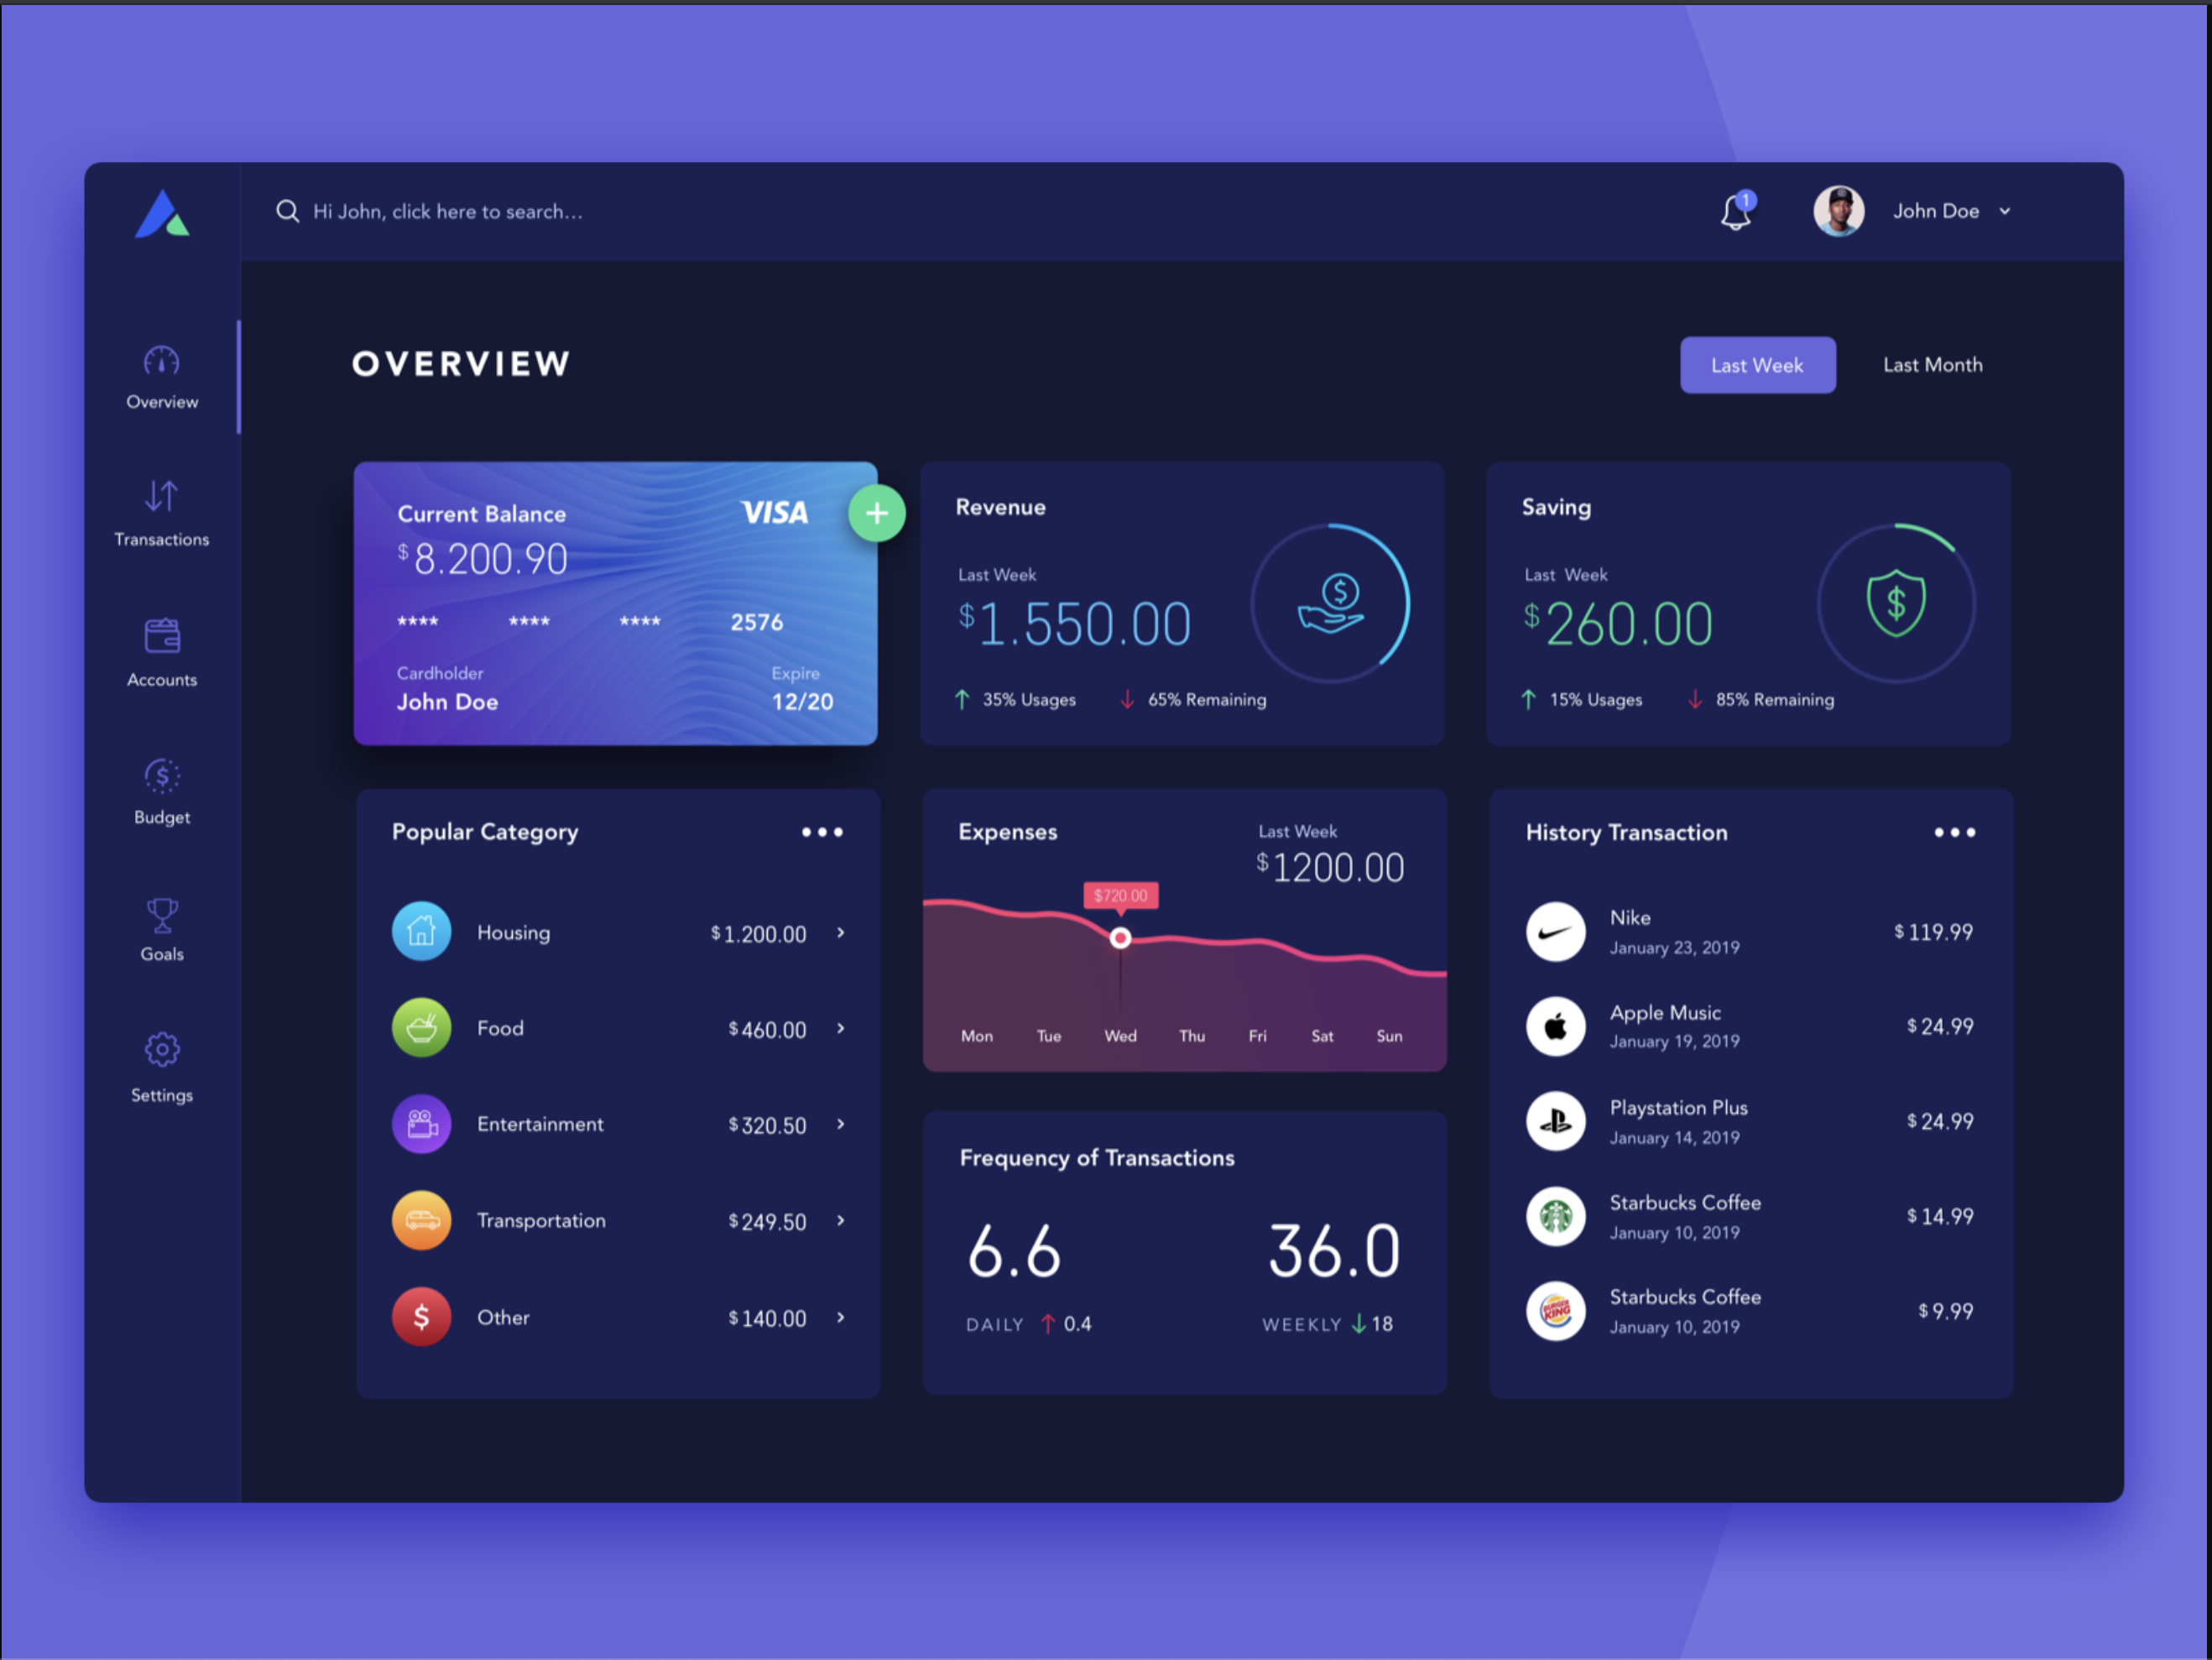 Hi John, click here to search...
1
John Doe
OVERVIEW
Last Week
Last Month
Overview
Transactions
Accounts
Budget
Goals
Settings
Current Balance
VISA
+
$8.200.90
**** **** **** 2576
Cardholder
Expire
John Doe
12/20
Revenue
Last Week
$1.550.00
35% Usages
65% Remaining
Saving
Last Week
$260.00
15% Usages
85% Remaining
Popular Category
Housing $1.200.00
Food $460.00
Entertainment $320.50
Transportation $249.50
Other $140.00
Expenses
Last Week
$1200.00
$720.00
Mon Tue Wed Thu Fri Sat Sun
Frequency of Transactions
6.6
36.0
DAILY 0.4
WEEKLY 18
History Transaction
Nike
January 23, 2019
$119.99
Apple Music
January 19, 2019
$24.99
Playstation Plus
January 14, 2019
$24.99
Starbucks Coffee
January 10, 2019
$14.99
BURGER
KING
Starbucks Coffee
January 10, 2019
$9.99